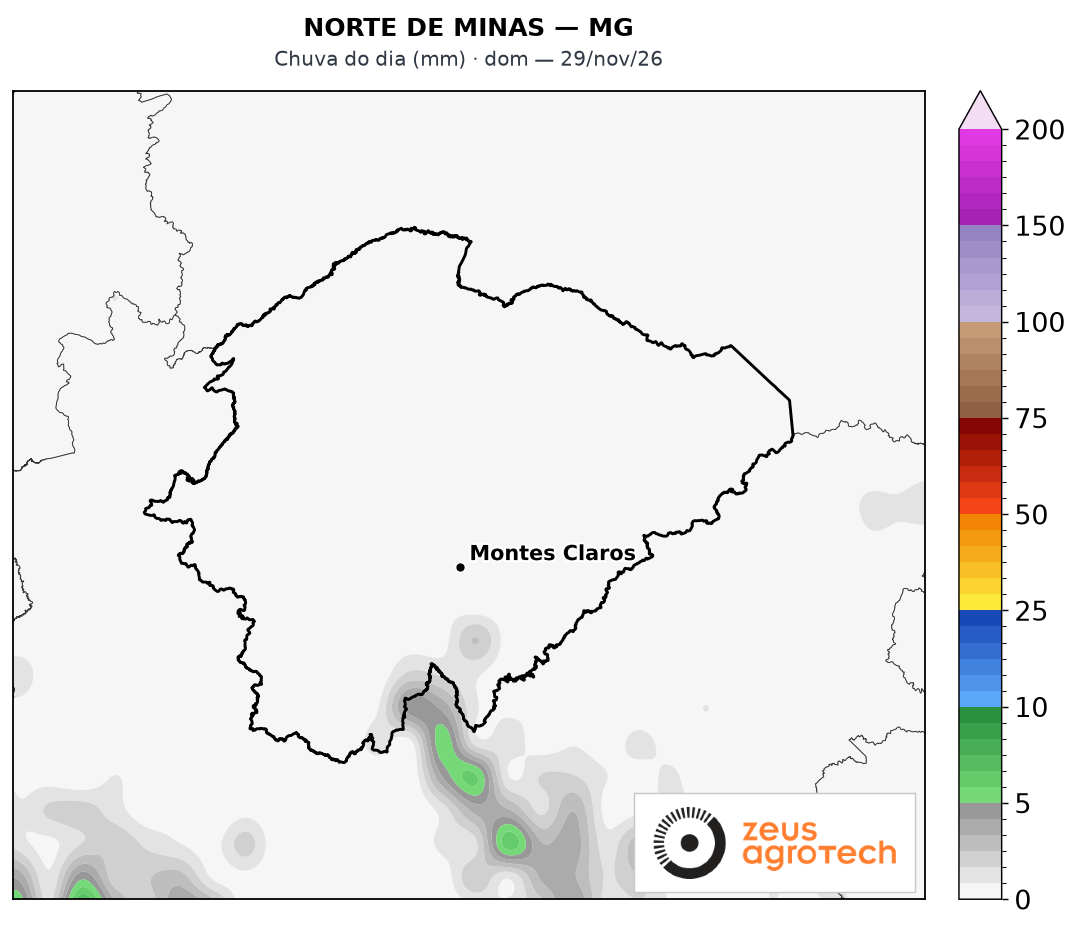 NORTE DE MINAS — MG
Chuva do dia (mm) · dom — 29/nov/26
200
150
100
75
50
25
10
5
0
Montes Claros
zeus
agroтech